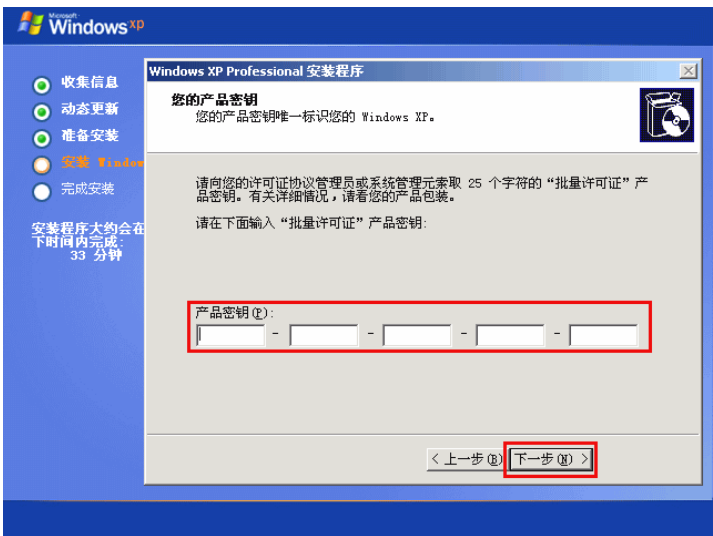 Microsoft
Windows xp
收集信息
动态更新
准备安装
安装 Window
完成安装
安装程序大约会在
下时间内完成:
33 分钟
Windows XP Professional 安装程序
您的产品密钥
您的产品密钥唯一标识您的 Windows XP。
请向您的许可证协议管理员或系统管理元索取 25 个字符的“批量许可证”产
品密钥。有关详细情况，请看您的产品包装。
请在下面输入“批量许可证”产品密钥:
产品密钥(P):
- - - -
< 上一步(B) 下一步(N) >